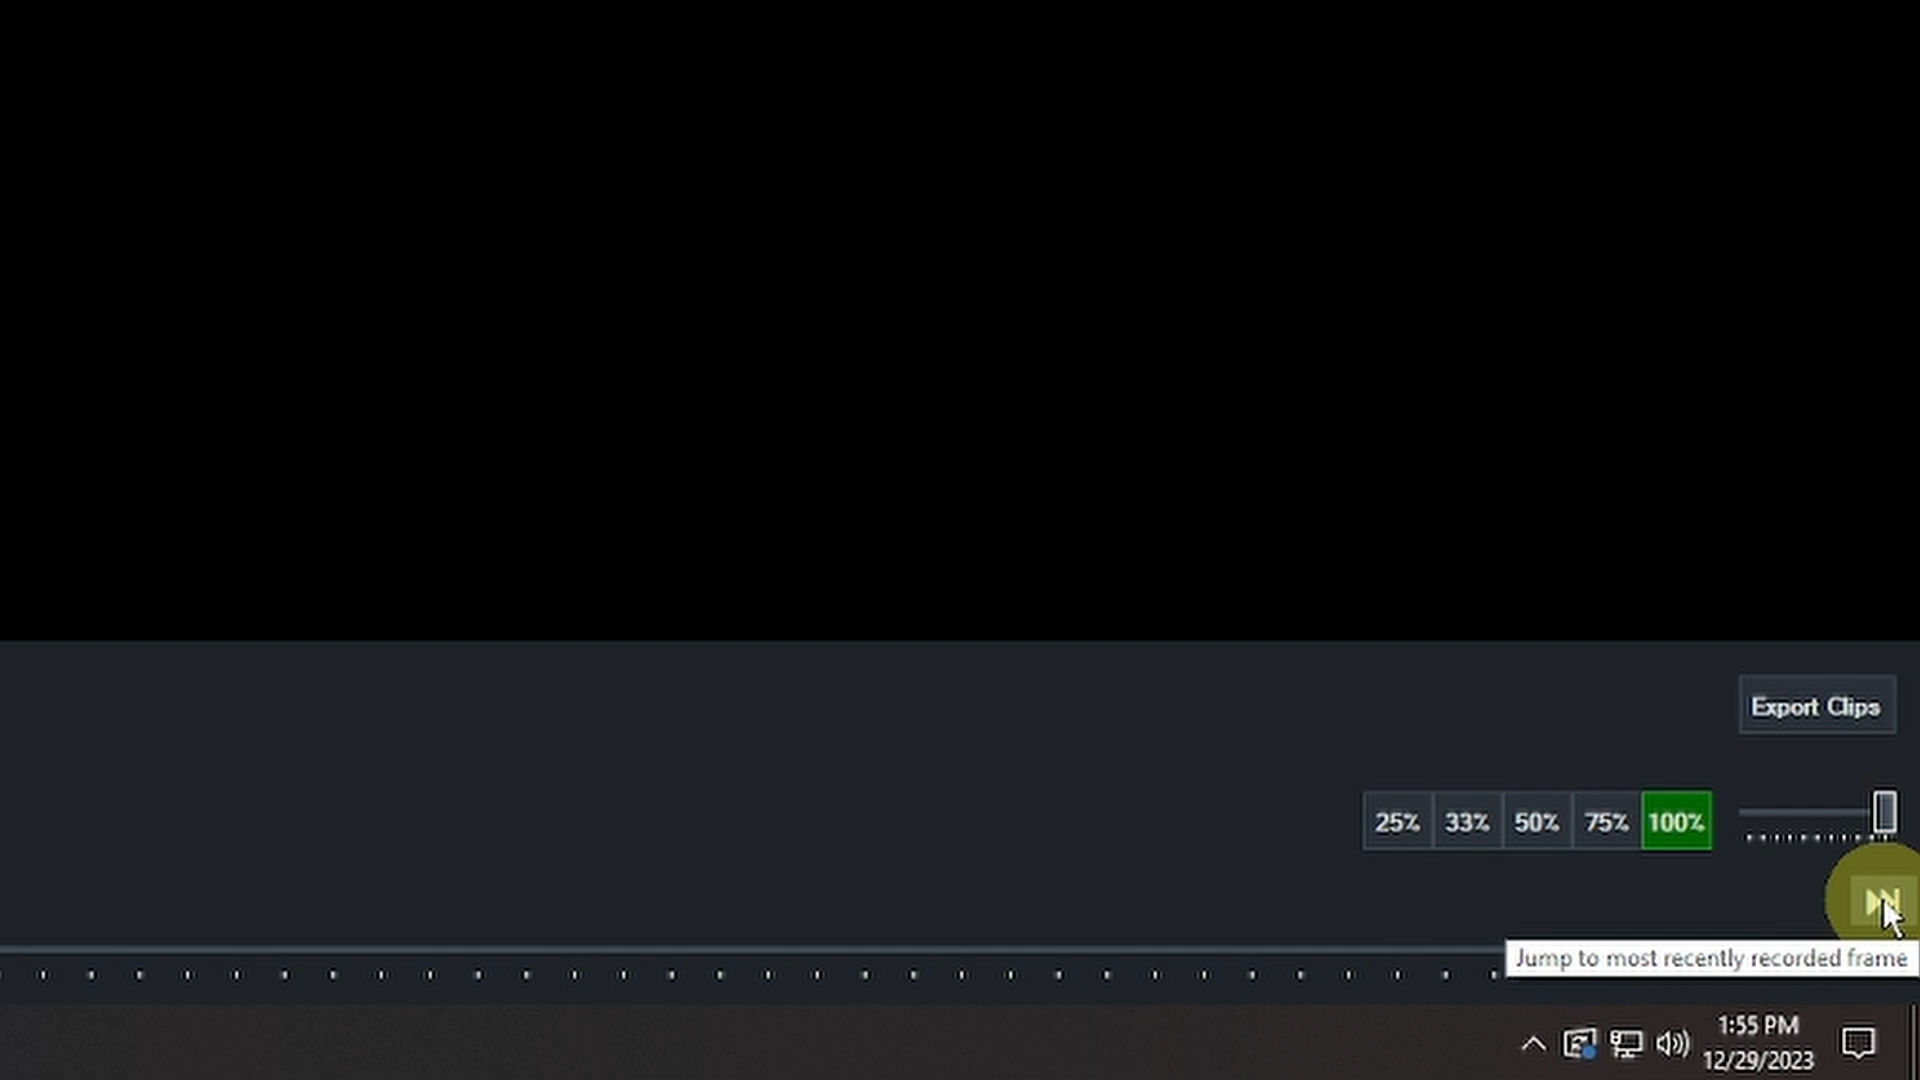 Export Clips
25% 33% 50% 75% 100%
Jump to most recently recorded frame
1:55 PM
12/29/2023